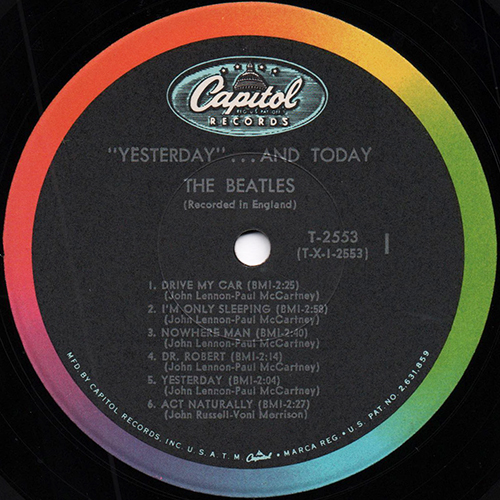 Capitol
REG. U.S. PAT. OFF.
RECORDS
"YESTERDAY" ... AND TODAY
THE BEATLES
(Recorded in England)
T-2553
(T-X-1-2553)
1
1. DRIVE MY CAR (BMI-2:25)
(John Lennon-Paul McCartney)
2. I'M ONLY SLEEPING (BMI-2:58)
(John Lennon-Paul McCartney)
3. NOWHERE MAN (BMI-2:40)
(John Lennon-Paul McCartney)
4. DR. ROBERT (BMI-2:14)
(John Lennon-Paul McCartney)
5. YESTERDAY (BMI-2:04)
(John Lennon-Paul McCartney)
6. ACT NATURALLY (BMI-2:27)
(John Russell-Voni Morrison)
MFD. BY CAPITOL RECORDS, INC. U.S.A. T.M. Capitol MARCA REG. • U.S. PAT. NO. 2,631,859